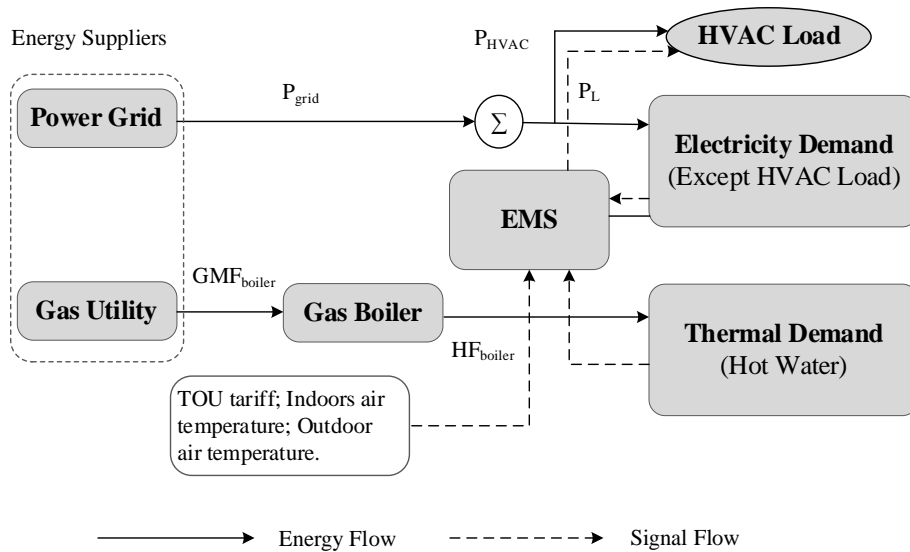 HVAC Load
P_HVAC
Energy Suppliers
P_grid
P_L
Power Grid
Σ
Electricity Demand
(Except HVAC Load)
EMS
GMF_boiler
Gas Utility
Gas Boiler
Thermal Demand
(Hot Water)
HF_boiler
TOU tariff; Indoors air
temperature; Outdoor
air temperature.
Energy Flow
Signal Flow